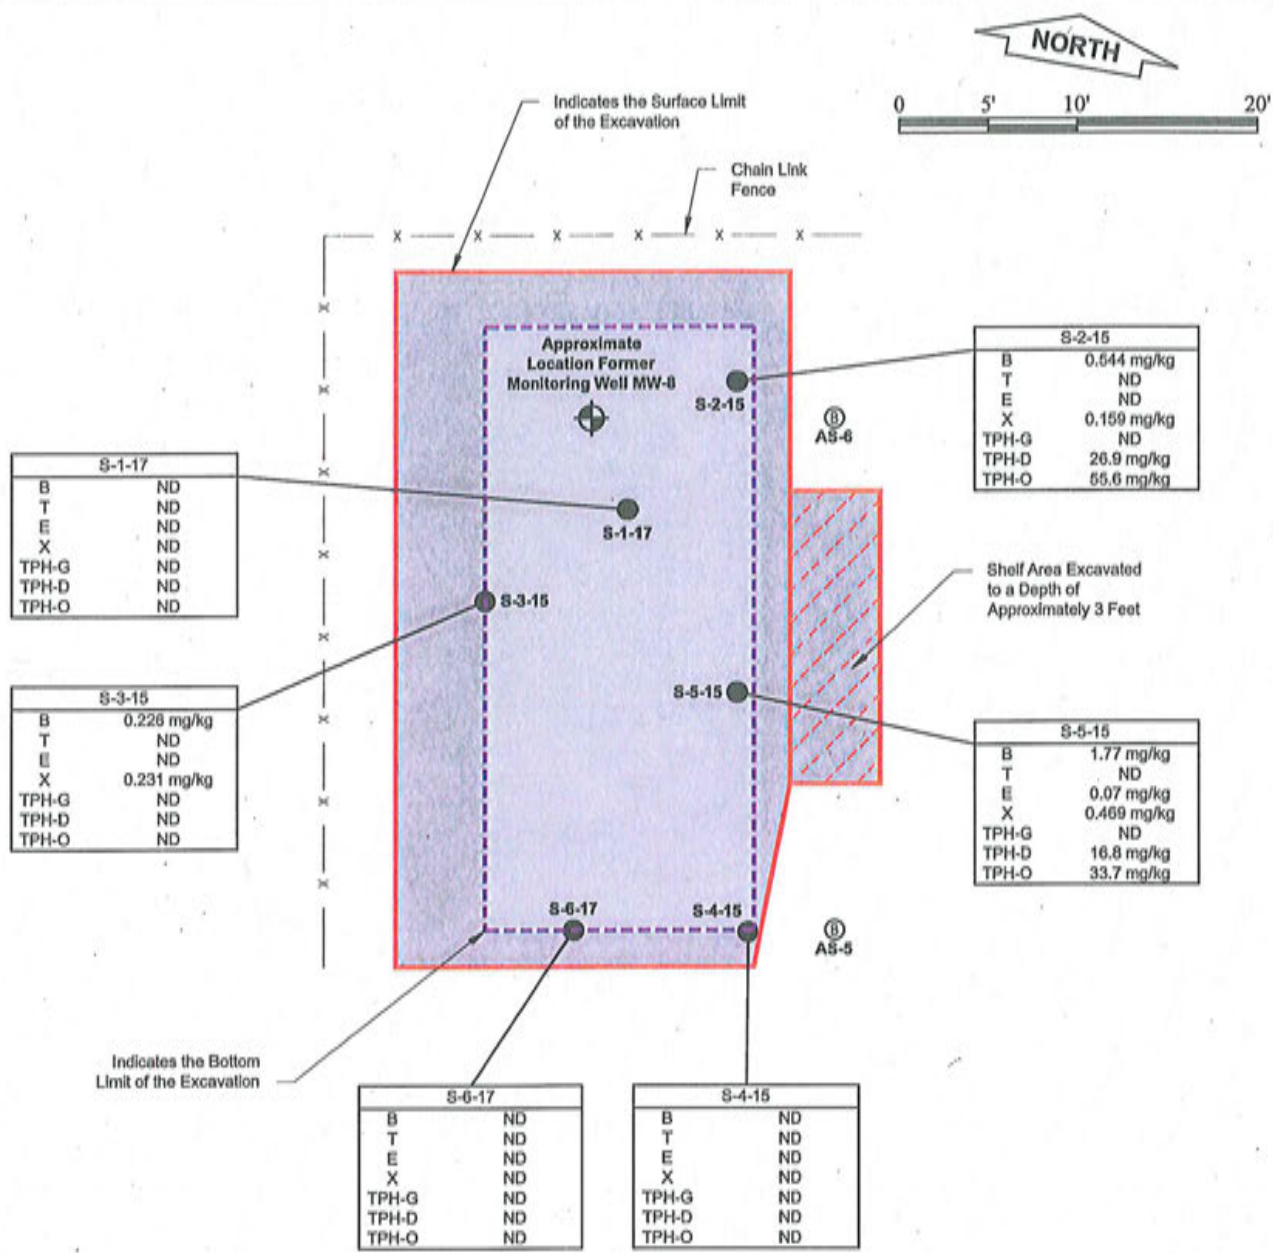 NORTH
0 5' 10' 20'
Indicates the Surface Limit
of the Excavation
Chain Link
Fence
Approximate
Location Former
Monitoring Well MW-8
S-2-15
S-2-15
B 0.544 mg/kg
T ND
E ND
X 0.159 mg/kg
TPH-G ND
TPH-D 26.9 mg/kg
TPH-O 55.6 mg/kg
B
AS-6
S-1-17
B ND
T ND
E ND
X ND
TPH-G ND
TPH-D ND
TPH-O ND
S-1-17
Shelf Area Excavated
to a Depth of
Approximately 3 Feet
S-3-15
S-3-15
B 0.226 mg/kg
T ND
E ND
X 0.231 mg/kg
TPH-G ND
TPH-D ND
TPH-O ND
S-5-15
S-5-15
B 1.77 mg/kg
T ND
E 0.07 mg/kg
X 0.469 mg/kg
TPH-G ND
TPH-D 16.8 mg/kg
TPH-O 33.7 mg/kg
S-6-17
S-4-15
B
AS-5
Indicates the Bottom
Limit of the Excavation
S-6-17
B ND
T ND
E ND
X ND
TPH-G ND
TPH-D ND
TPH-O ND
S-4-15
B ND
T ND
E ND
X ND
TPH-G ND
TPH-D ND
TPH-O ND